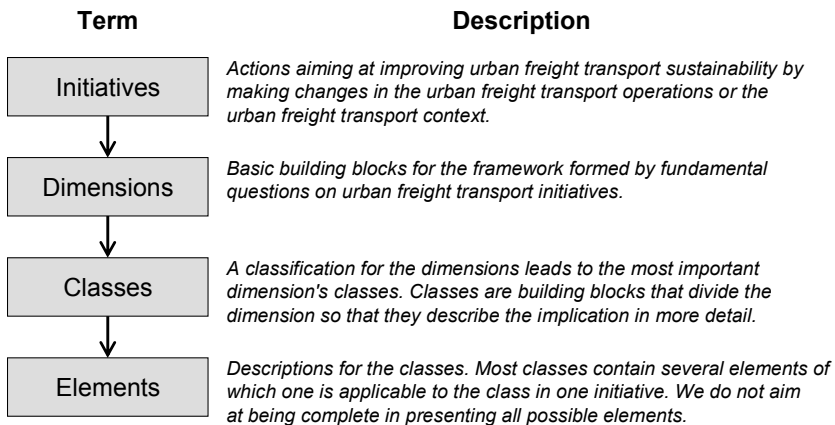 Term
Description
Initiatives
Actions aiming at improving urban freight transport sustainability by
making changes in the urban freight transport operations or the
urban freight transport context.
Dimensions
Basic building blocks for the framework formed by fundamental
questions on urban freight transport initiatives.
Classes
A classification for the dimensions leads to the most important
dimension's classes. Classes are building blocks that divide the
dimension so that they describe the implication in more detail.
Elements
Descriptions for the classes. Most classes contain several elements of
which one is applicable to the class in one initiative. We do not aim
at being complete in presenting all possible elements.